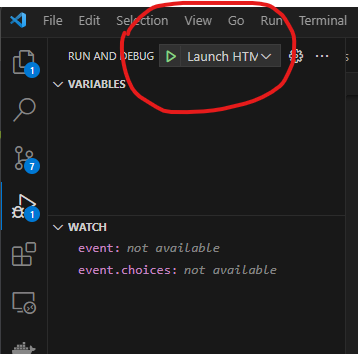 File Edit Selection View Go Run Terminal
RUN AND DEBUG Launch HTM
VARIABLES
1
7
1
WATCH
event: not available
event.choices: not available